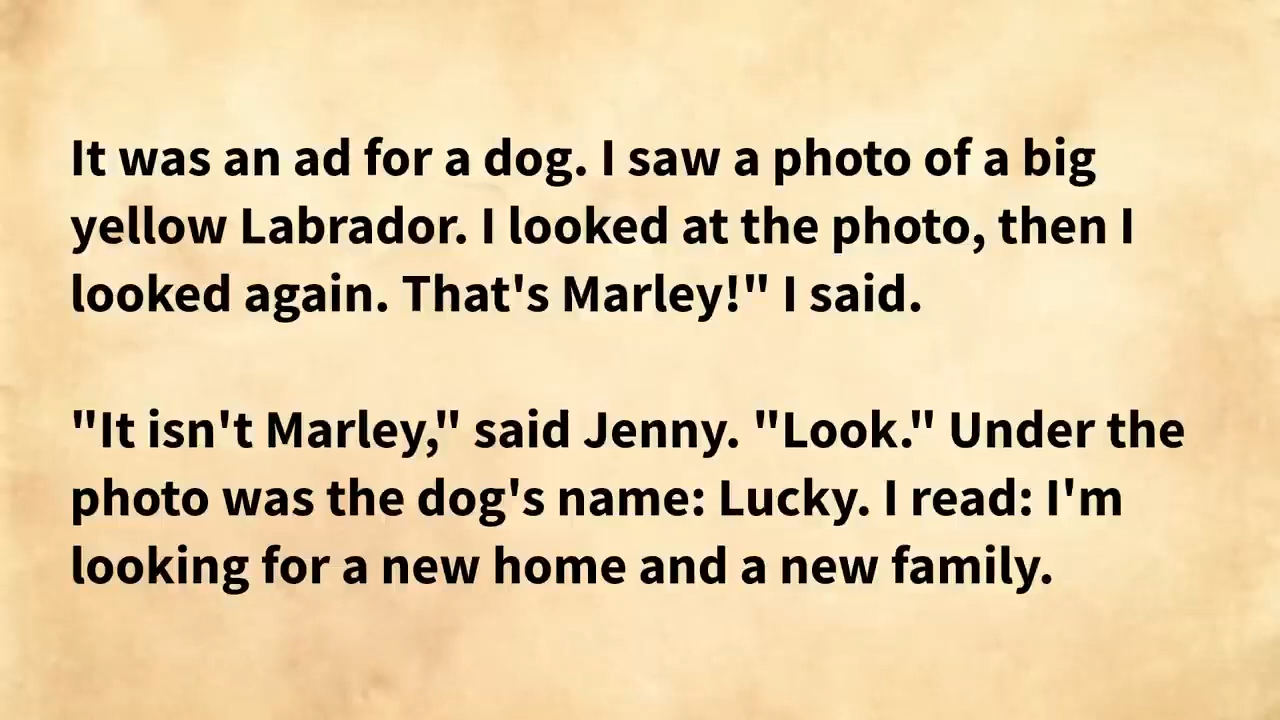 It was an ad for a dog. I saw a photo of a big
yellow Labrador. I looked at the photo, then I
looked again. That's Marley!" I said.
"It isn't Marley," said Jenny. "Look." Under the
photo was the dog's name: Lucky. I read: I'm
looking for a new home and a new family.